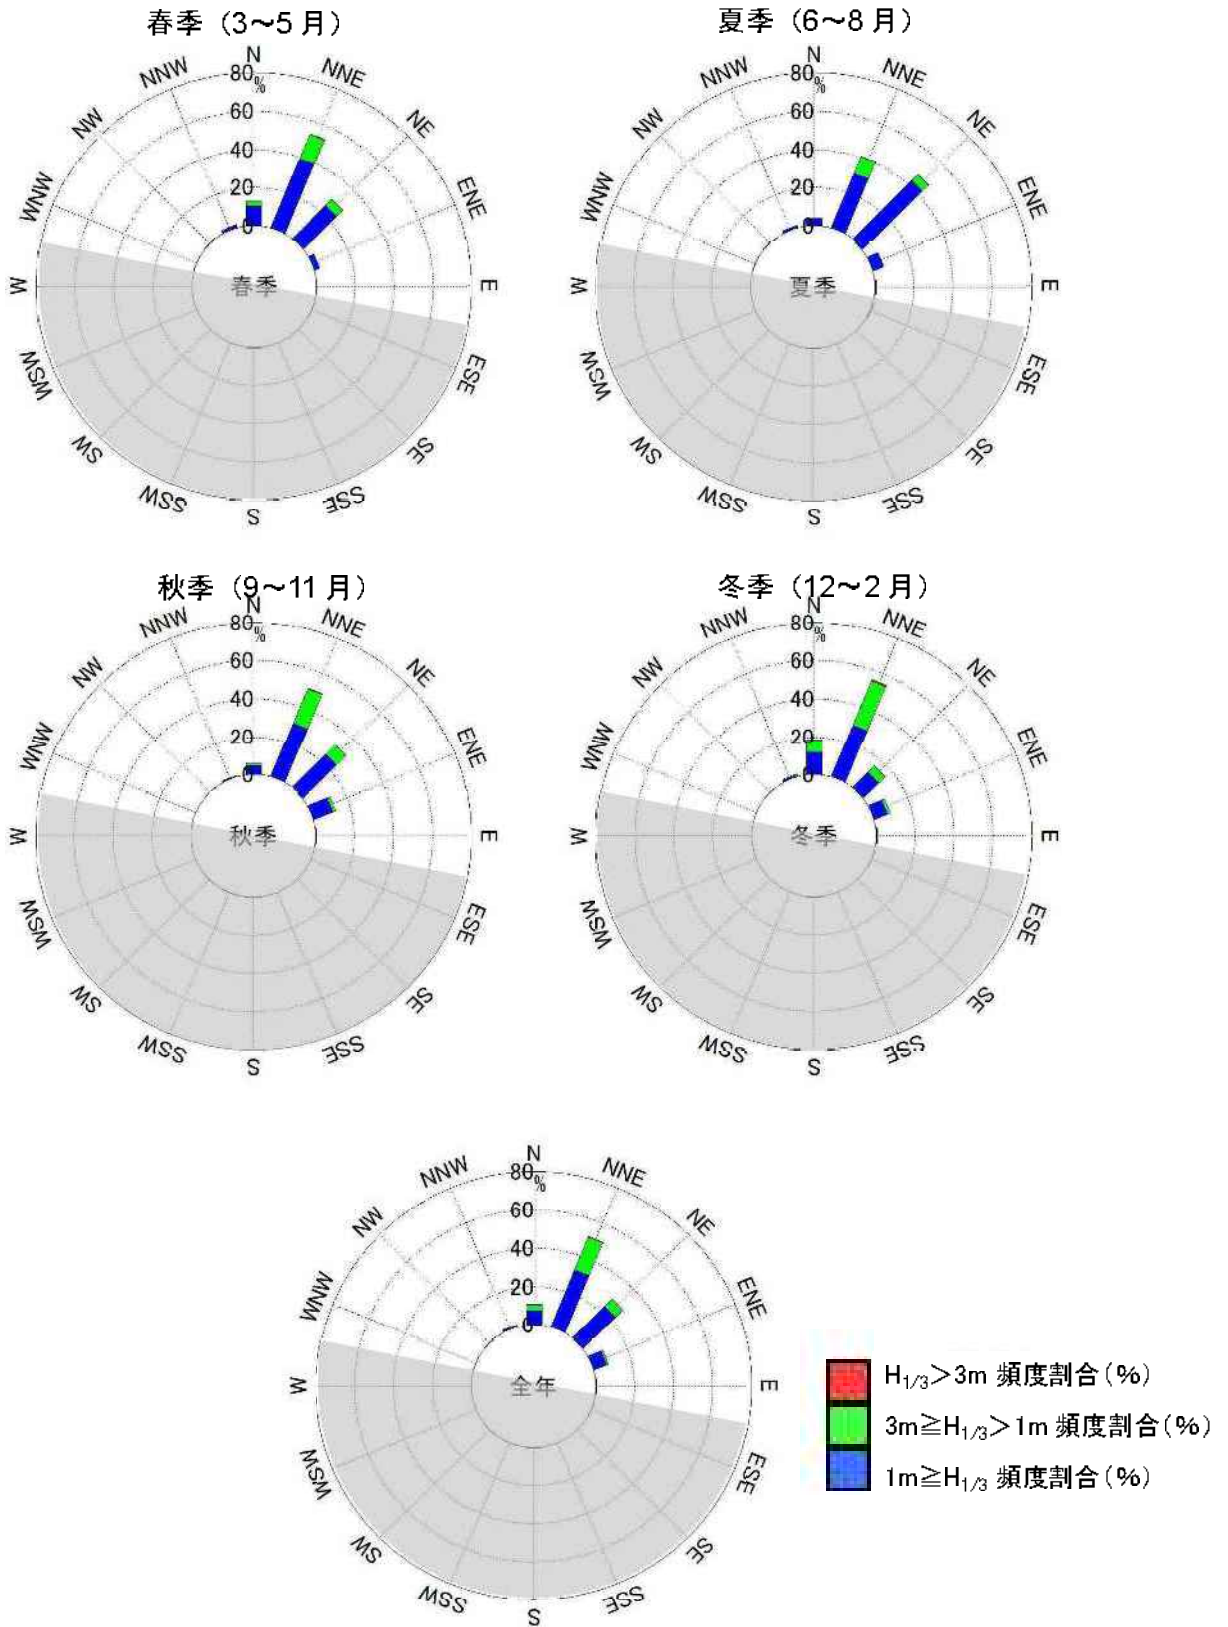 春季（3～5月）
N
NNE
NE
ENE
E
ESE
SE
SSE
S
SSW
SW
WSW
W
WNW
NW
NNW
80
%
60
40
20
0
春季
夏季（6～8月）
N
NNE
NE
ENE
E
ESE
SE
SSE
S
SSW
SW
WSW
W
WNW
NW
NNW
80
%
60
40
20
0
夏季
秋季（9～11月）
N
NNE
NE
ENE
E
ESE
SE
SSE
S
SSW
SW
WSW
W
WNW
NW
NNW
80
%
60
40
20
0
秋季
冬季（12～2月）
N
NNE
NE
ENE
E
ESE
SE
SSE
S
SSW
SW
WSW
W
WNW
NW
NNW
80
%
60
40
20
0
冬季
N
NNE
NE
ENE
E
ESE
SE
SSE
S
SSW
SW
WSW
W
WNW
NW
NNW
80
%
60
40
20
0
全年
H1/3＞3m 頻度割合（%）
3m≧H1/3＞1m 頻度割合（%）
1m≧H1/3 頻度割合（%）